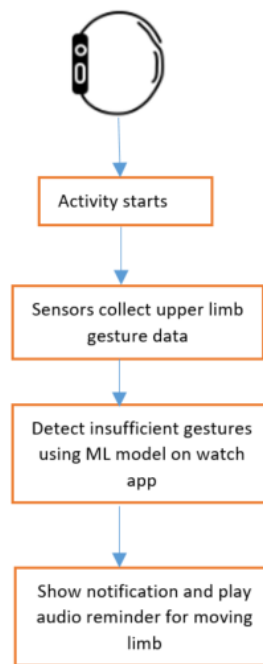 Activity starts
Sensors collect upper limb
gesture data
Detect insufficient gestures
using ML model on watch
app
Show notification and play
audio reminder for moving
limb